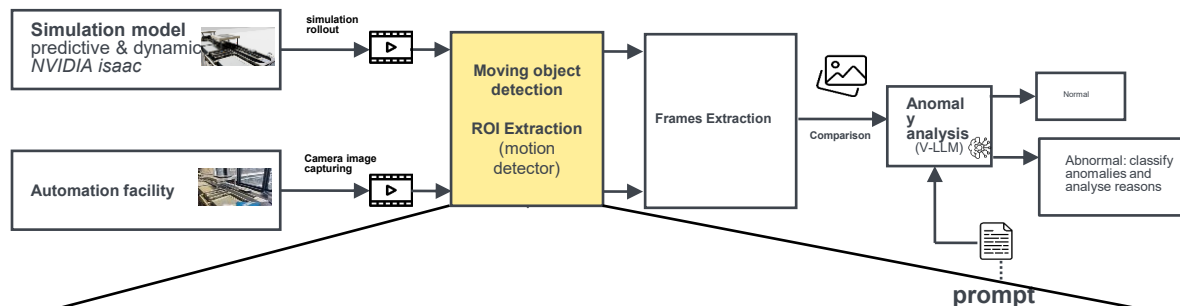 Simulation model
predictive & dynamic
NVIDIA isaac
simulation
rollout
Moving object
detection
ROI Extraction
(motion
detector)
Frames Extraction
Comparison
Anomal
y
analysis
(V-LLM)
Normal
Abnormal: classify
anomalies and
analyse reasons
Automation facility
Camera image
capturing
prompt